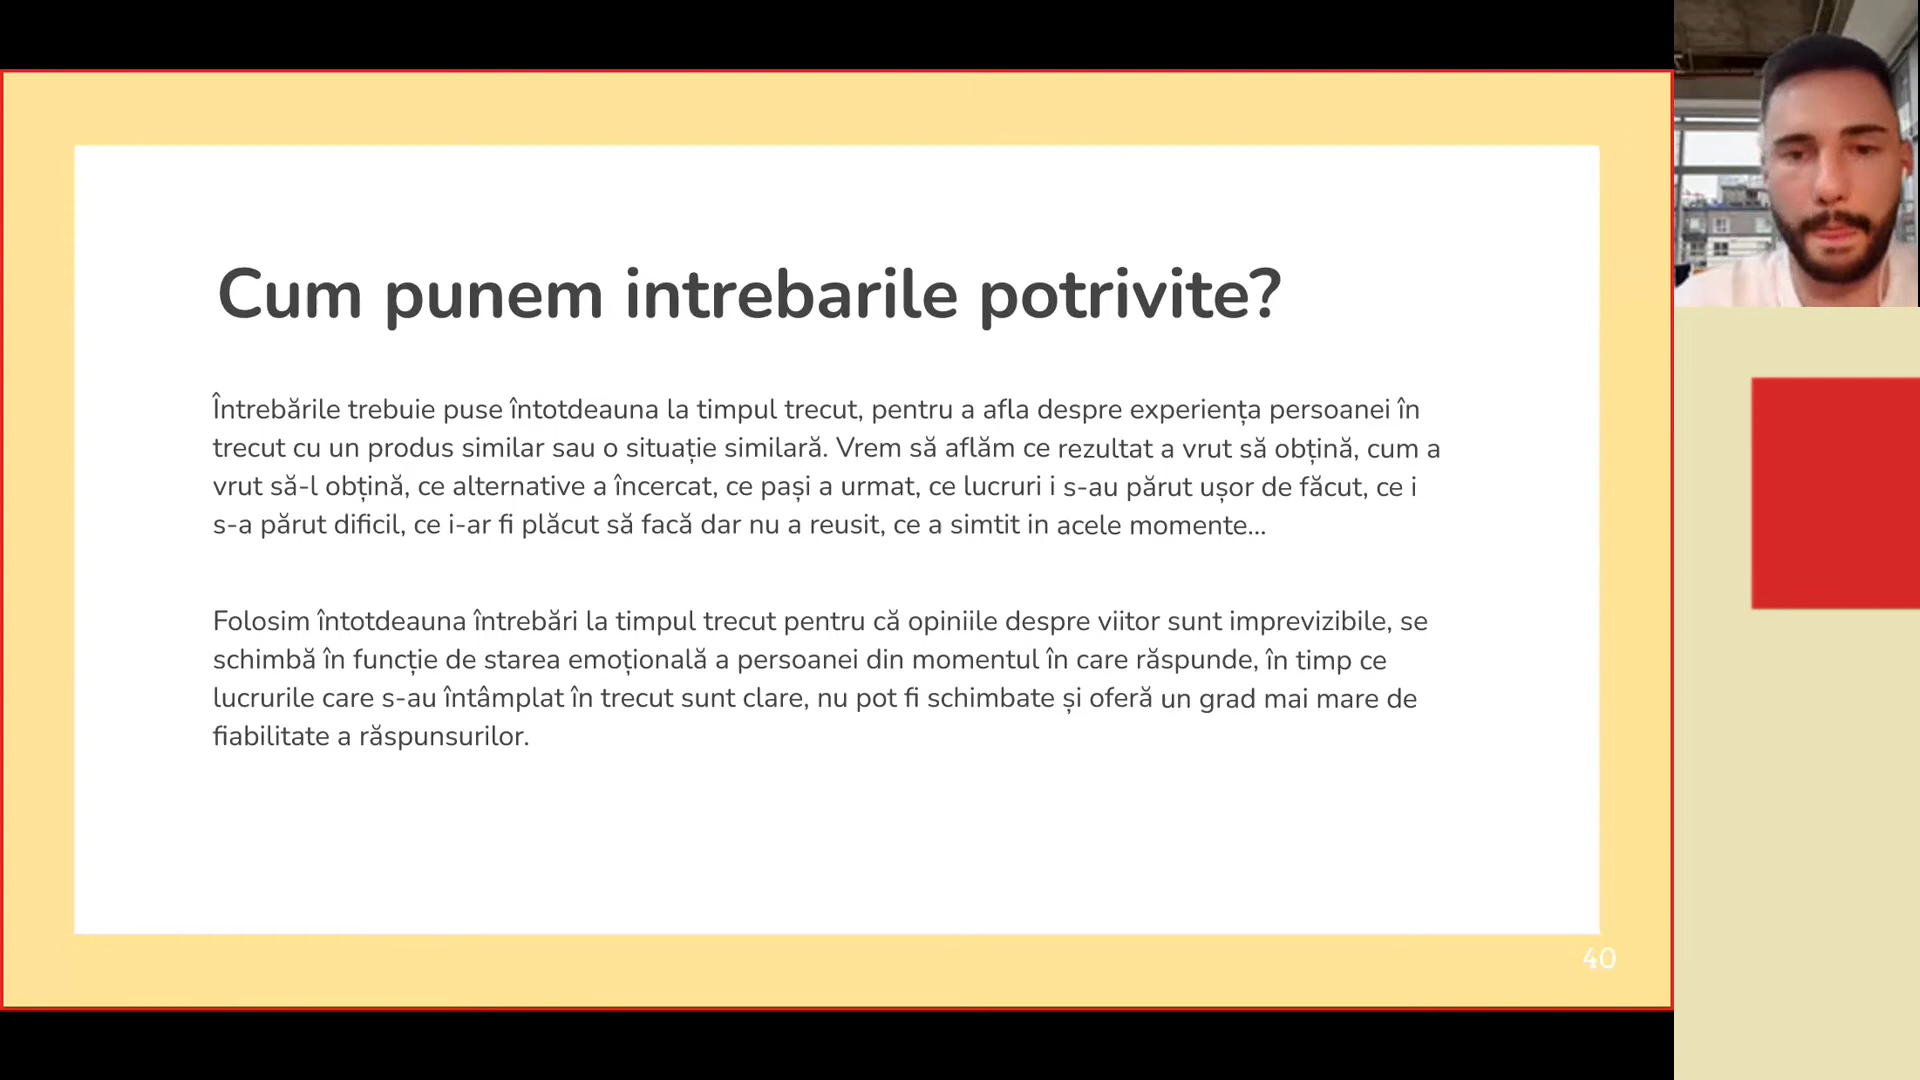 Cum punem intrebarile potrivite?
Întrebările trebuie puse întotdeauna la timpul trecut, pentru a afla despre experiența persoanei în
trecut cu un produs similar sau o situație similară. Vrem să aflăm ce rezultat a vrut să obțină, cum a
vrut să-l obțină, ce alternative a încercat, ce pași a urmat, ce lucruri i s-au părut ușor de făcut, ce i
s-a părut dificil, ce i-ar fi plăcut să facă dar nu a reusit, ce a simtit in acele momente...
Folosim întotdeauna întrebări la timpul trecut pentru că opiniile despre viitor sunt imprevizibile, se
schimbă în funcție de starea emoțională a persoanei din momentul în care răspunde, în timp ce
lucrurile care s-au întâmplat în trecut sunt clare, nu pot fi schimbate și oferă un grad mai mare de
fiabilitate a răspunsurilor.
40